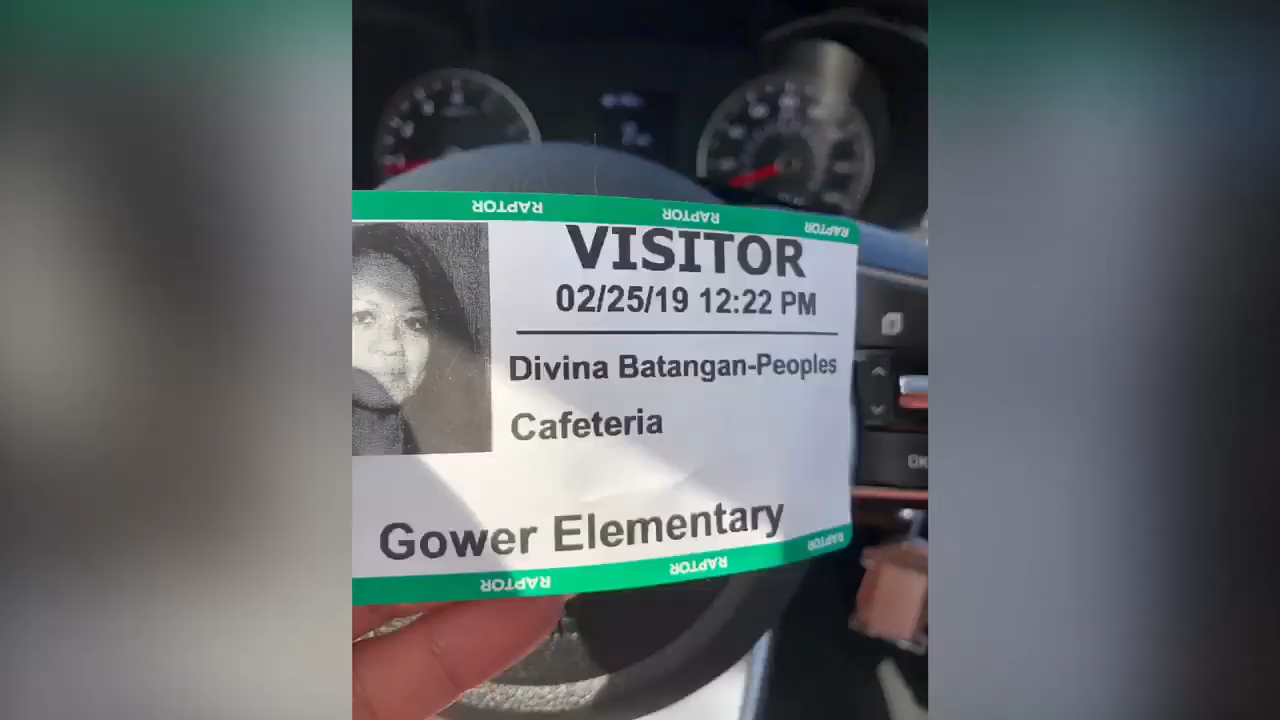 RAPTOR RAPTOR RAPTOR
VISITOR
02/25/19 12:22 PM
Divina Batangan-Peoples
Cafeteria
Gower Elementary
RAPTOR RAPTOR RAPTOR
OK